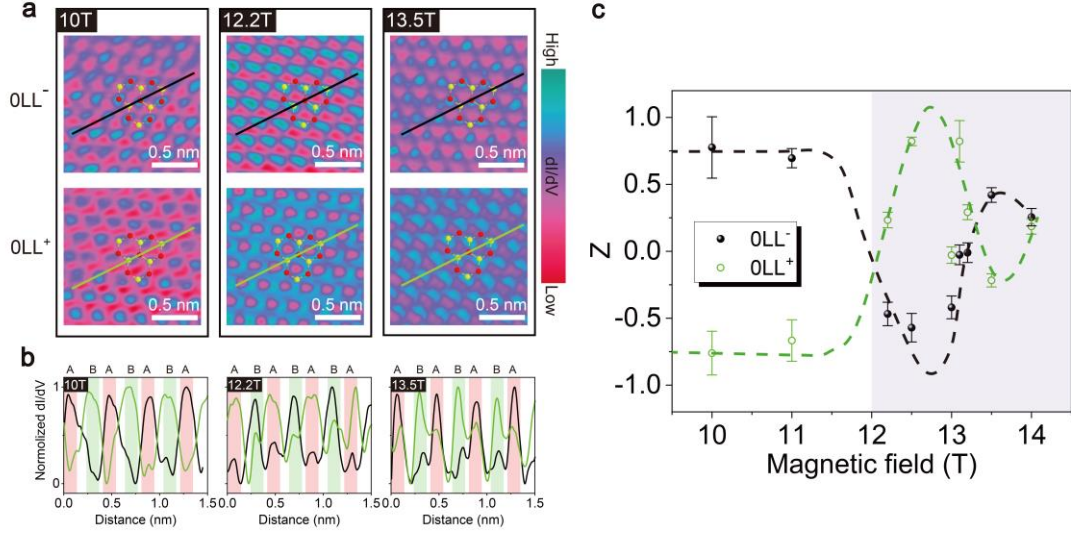 a
10T
12.2T
13.5T
0LL-
0.5 nm
0.5 nm
0.5 nm
High
dI/dV
Low
0LL+
0.5 nm
0.5 nm
0.5 nm
b
A B A B A B A
A B A B A B A
A B A B A B A
10T
12.2T
13.5T
Normolized dI/dV
1
0
0.0 0.5 1.0 1.5
0.0 0.5 1.0 1.5
0.0 0.5 1.0 1.5
Distance (nm)
Distance (nm)
Distance (nm)
c
Z
1.0
0.5
0.0
-0.5
-1.0
0LL-
0LL+
10 11 12 13 14
Magnetic field (T)